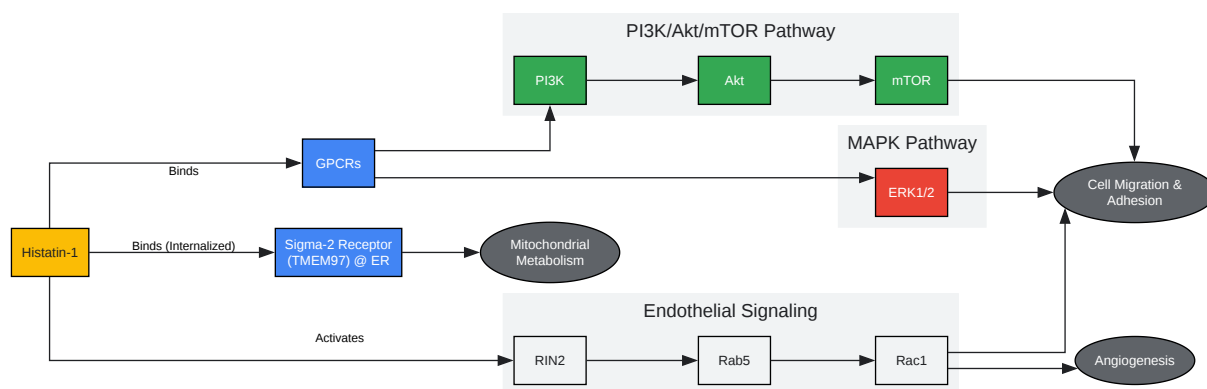 PI3K/Akt/mTOR Pathway
PI3K
Akt
mTOR
MAPK Pathway
GPCRs
Binds
ERK1/2
Cell Migration &
Adhesion
Histatin-1
Binds (Internalized)
Sigma-2 Receptor
(TMEM97) @ ER
Mitochondrial
Metabolism
Endothelial Signaling
Activates
RIN2
Rab5
Rac1
Angiogenesis